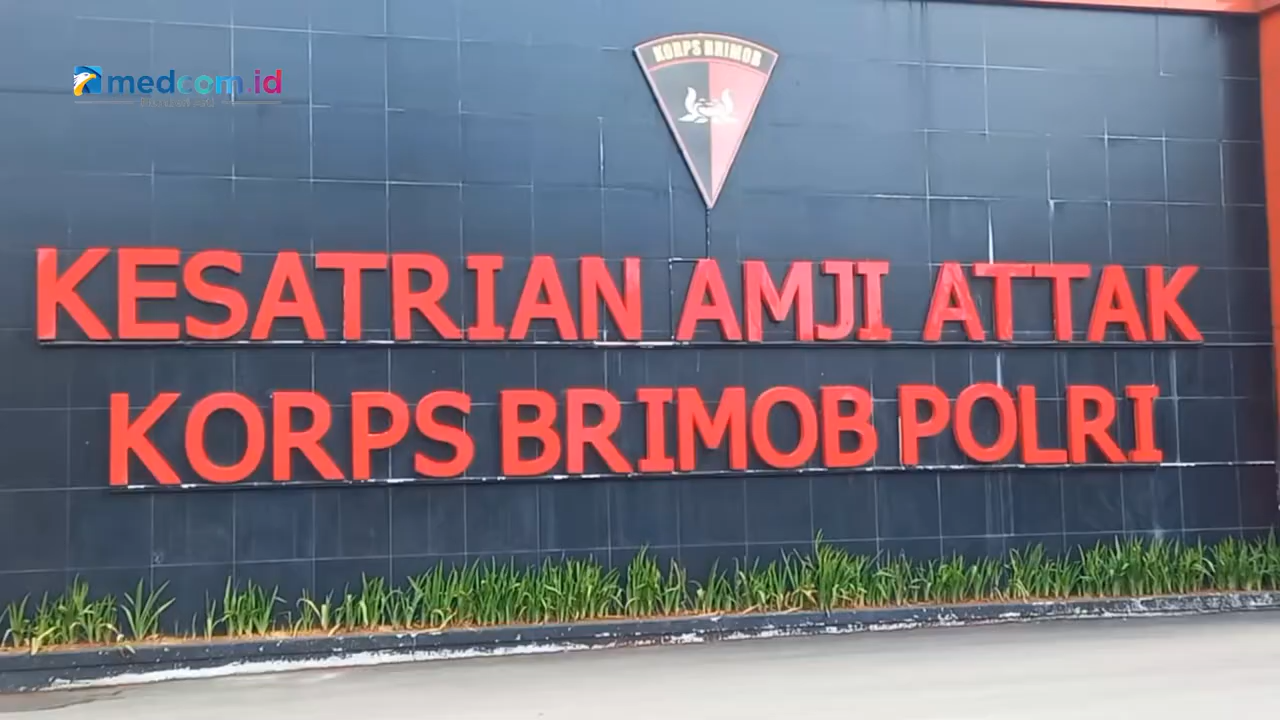 medcom.id
KORPS BRIMOB
KESATRIAN AMJI ATTAK
KORPS BRIMOB POLRI